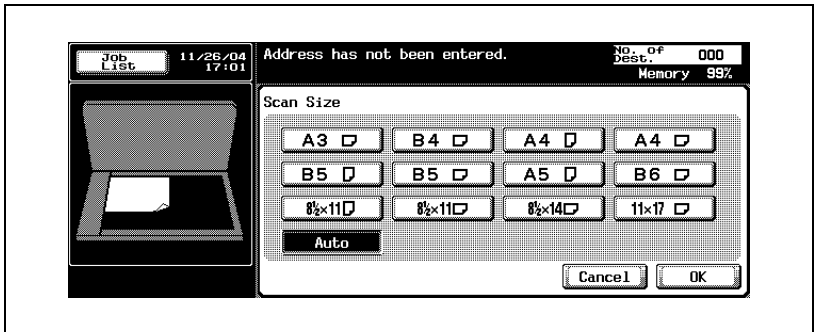 Job List
11/26/04
17:01
Address has not been entered.
No. of Dest.
000
Memory 99%
Scan Size
A3 B4 A4 A4
B5 B5 A5 B6
8½×11 8½×11 8½×14 11×17
Auto
Cancel OK